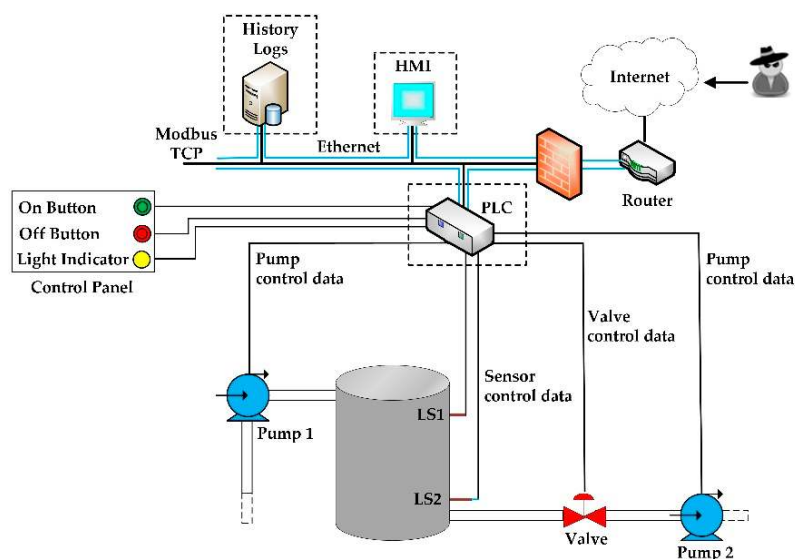 History
Logs
HMI
Internet
Modbus
TCP
Ethernet
Router
PLC
On Button
Off Button
Light Indicator
Control Panel
Pump
control data
Pump
control data
Valve
control data
Sensor
control data
LS1
Pump 1
LS2
Valve
Pump 2